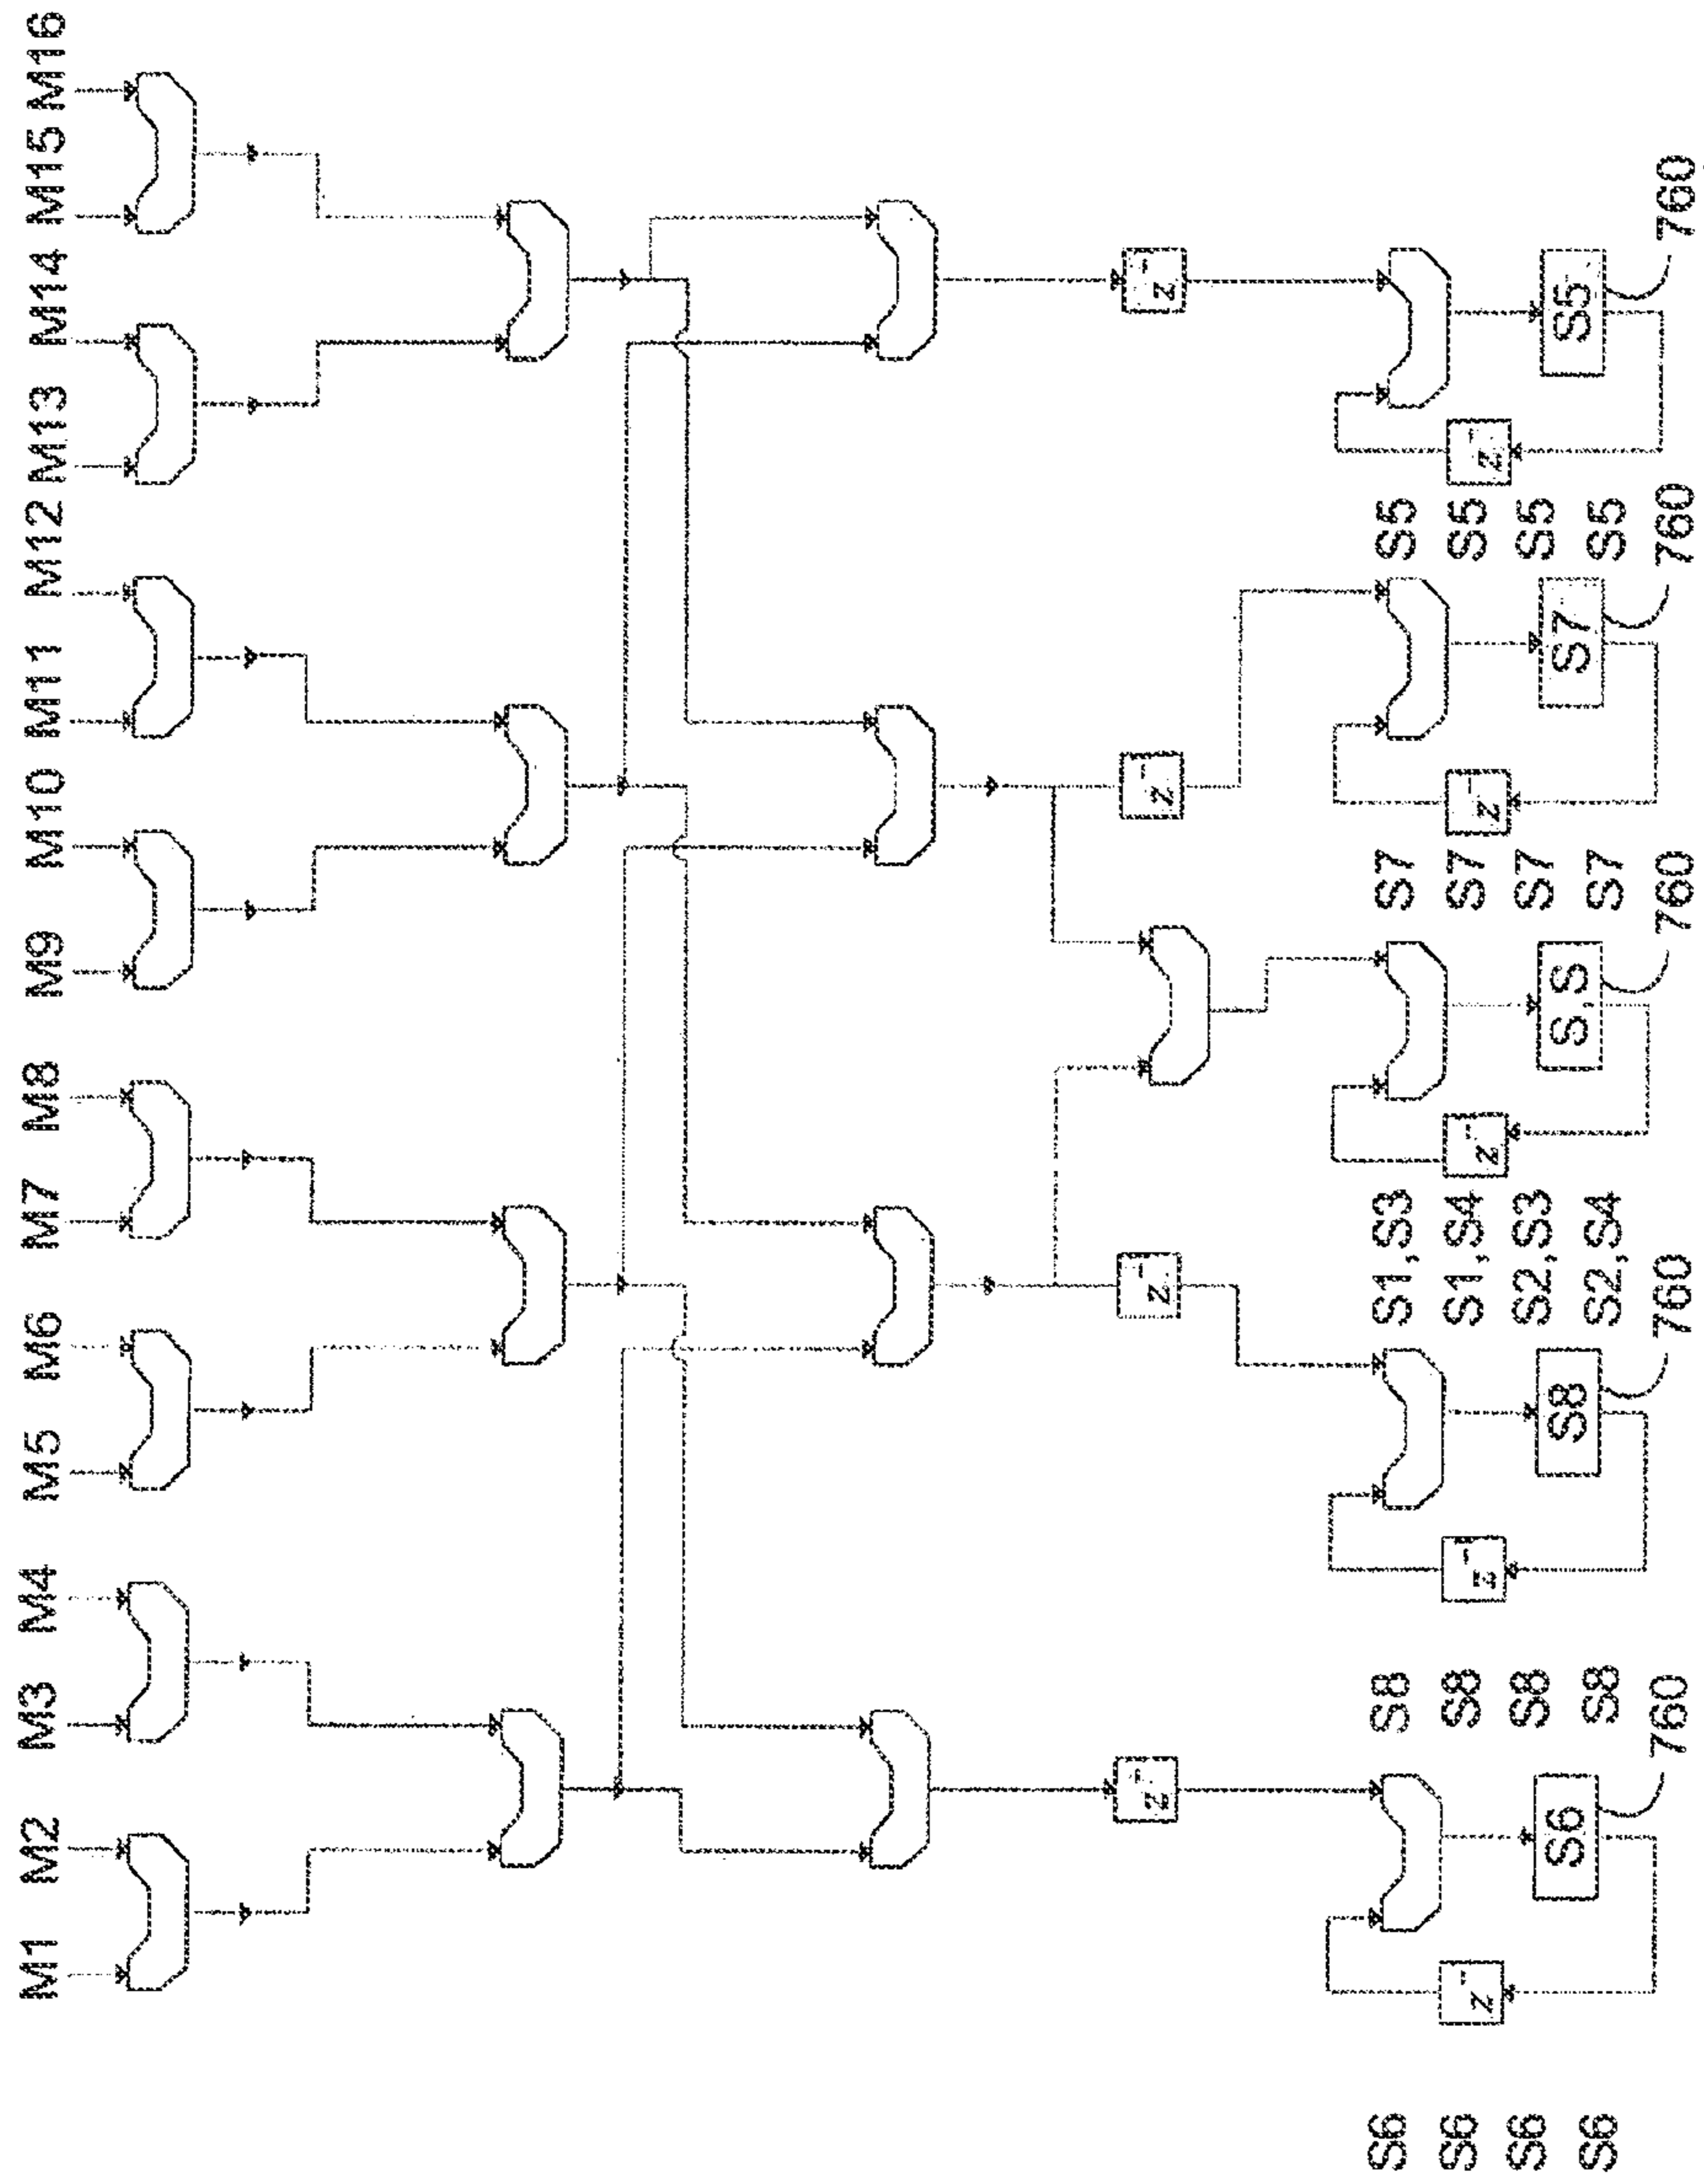 M1 M2 M3 M4 M5 M6 M7 M8 M9 M10 M11 M12 M13 M14 M15 M16
z⁻ z⁻ z⁻ z⁻
S6 S8 S1,S3 S7 S5
S6 S8 S1,S4 S7 S5
S6 S8 S2,S3 S7 S5
S6 S8 S2,S4 S7 S5
z⁻ z⁻ z⁻ z⁻ z⁻
S6 S8 S,S S7 S5
760 760 760 760 760